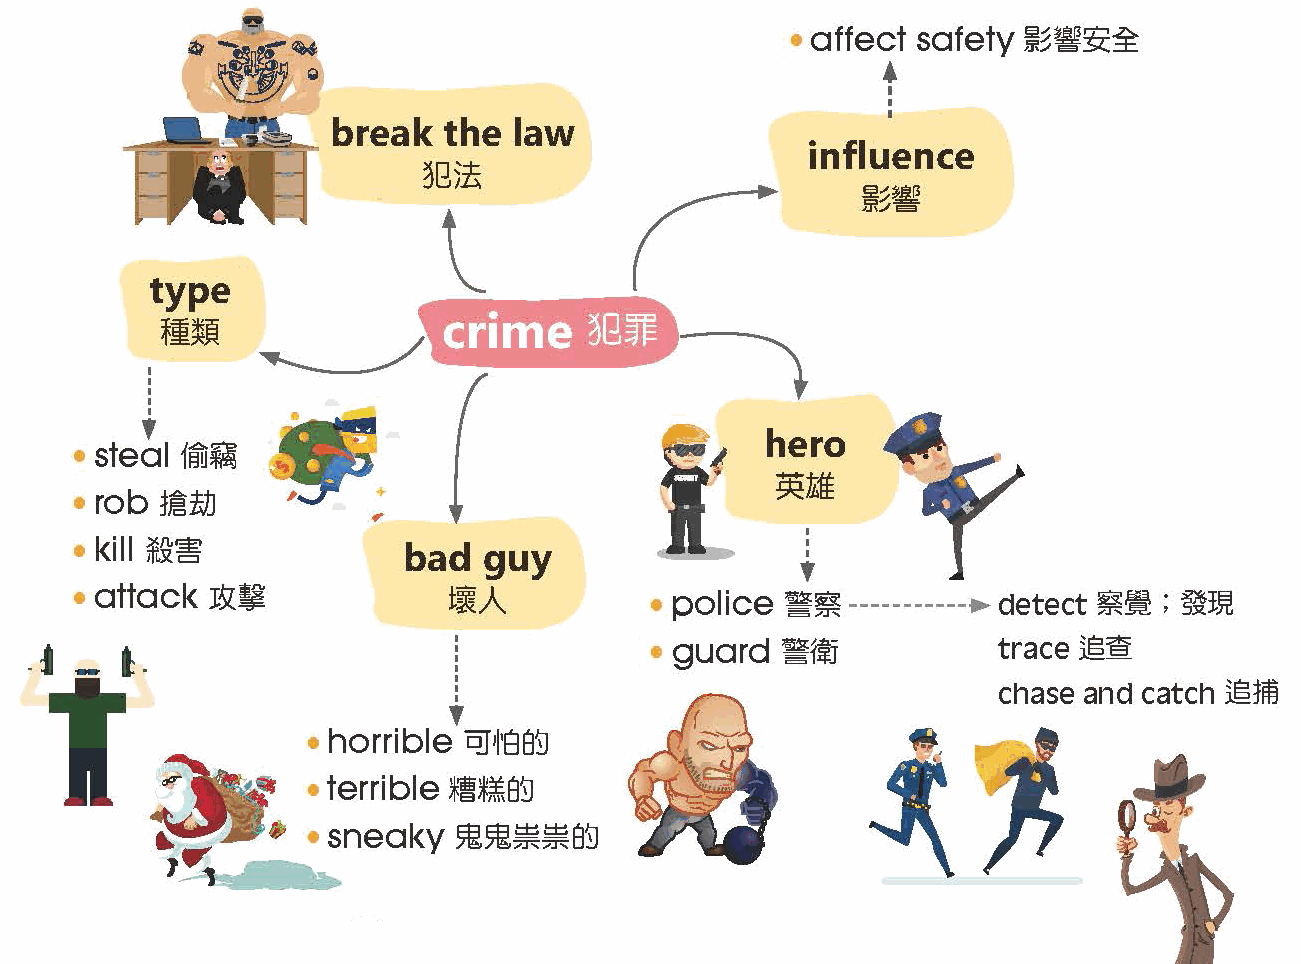 affect safety 影響安全
break the law
犯法
influence
影響
type
種類
crime 犯罪
hero
英雄
steal 偷竊
rob 搶劫
kill 殺害
attack 攻擊
bad guy
壞人
SECURITY
police 警察
guard 警衛
detect 察覺；發現
trace 追查
chase and catch 追捕
horrible 可怕的
terrible 糟糕的
sneaky 鬼鬼祟祟的